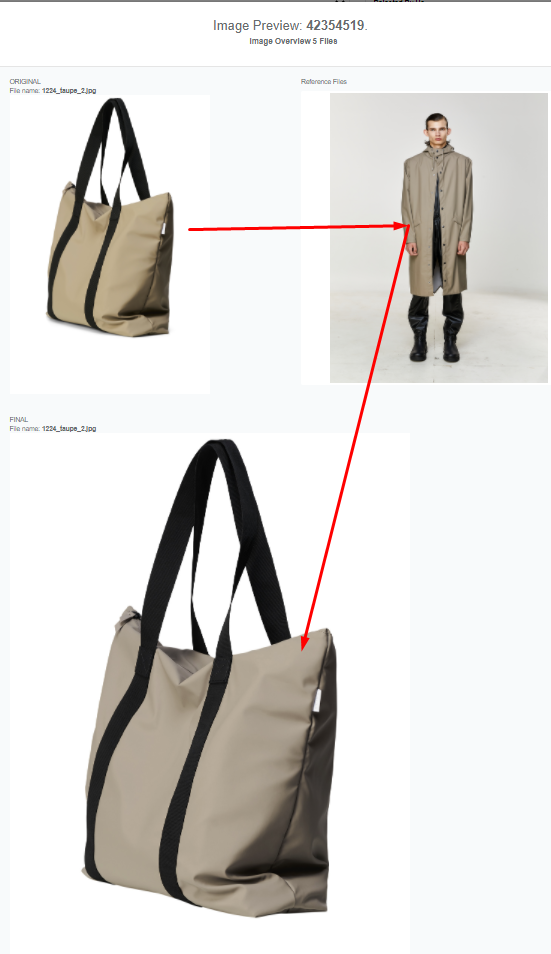 Image Preview: 42354519.
Image Overview 5 Files
ORIGINAL
File name: 1224_taupe_2.jpg
Reference Files
FINAL
File name: 1224_taupe_2.jpg